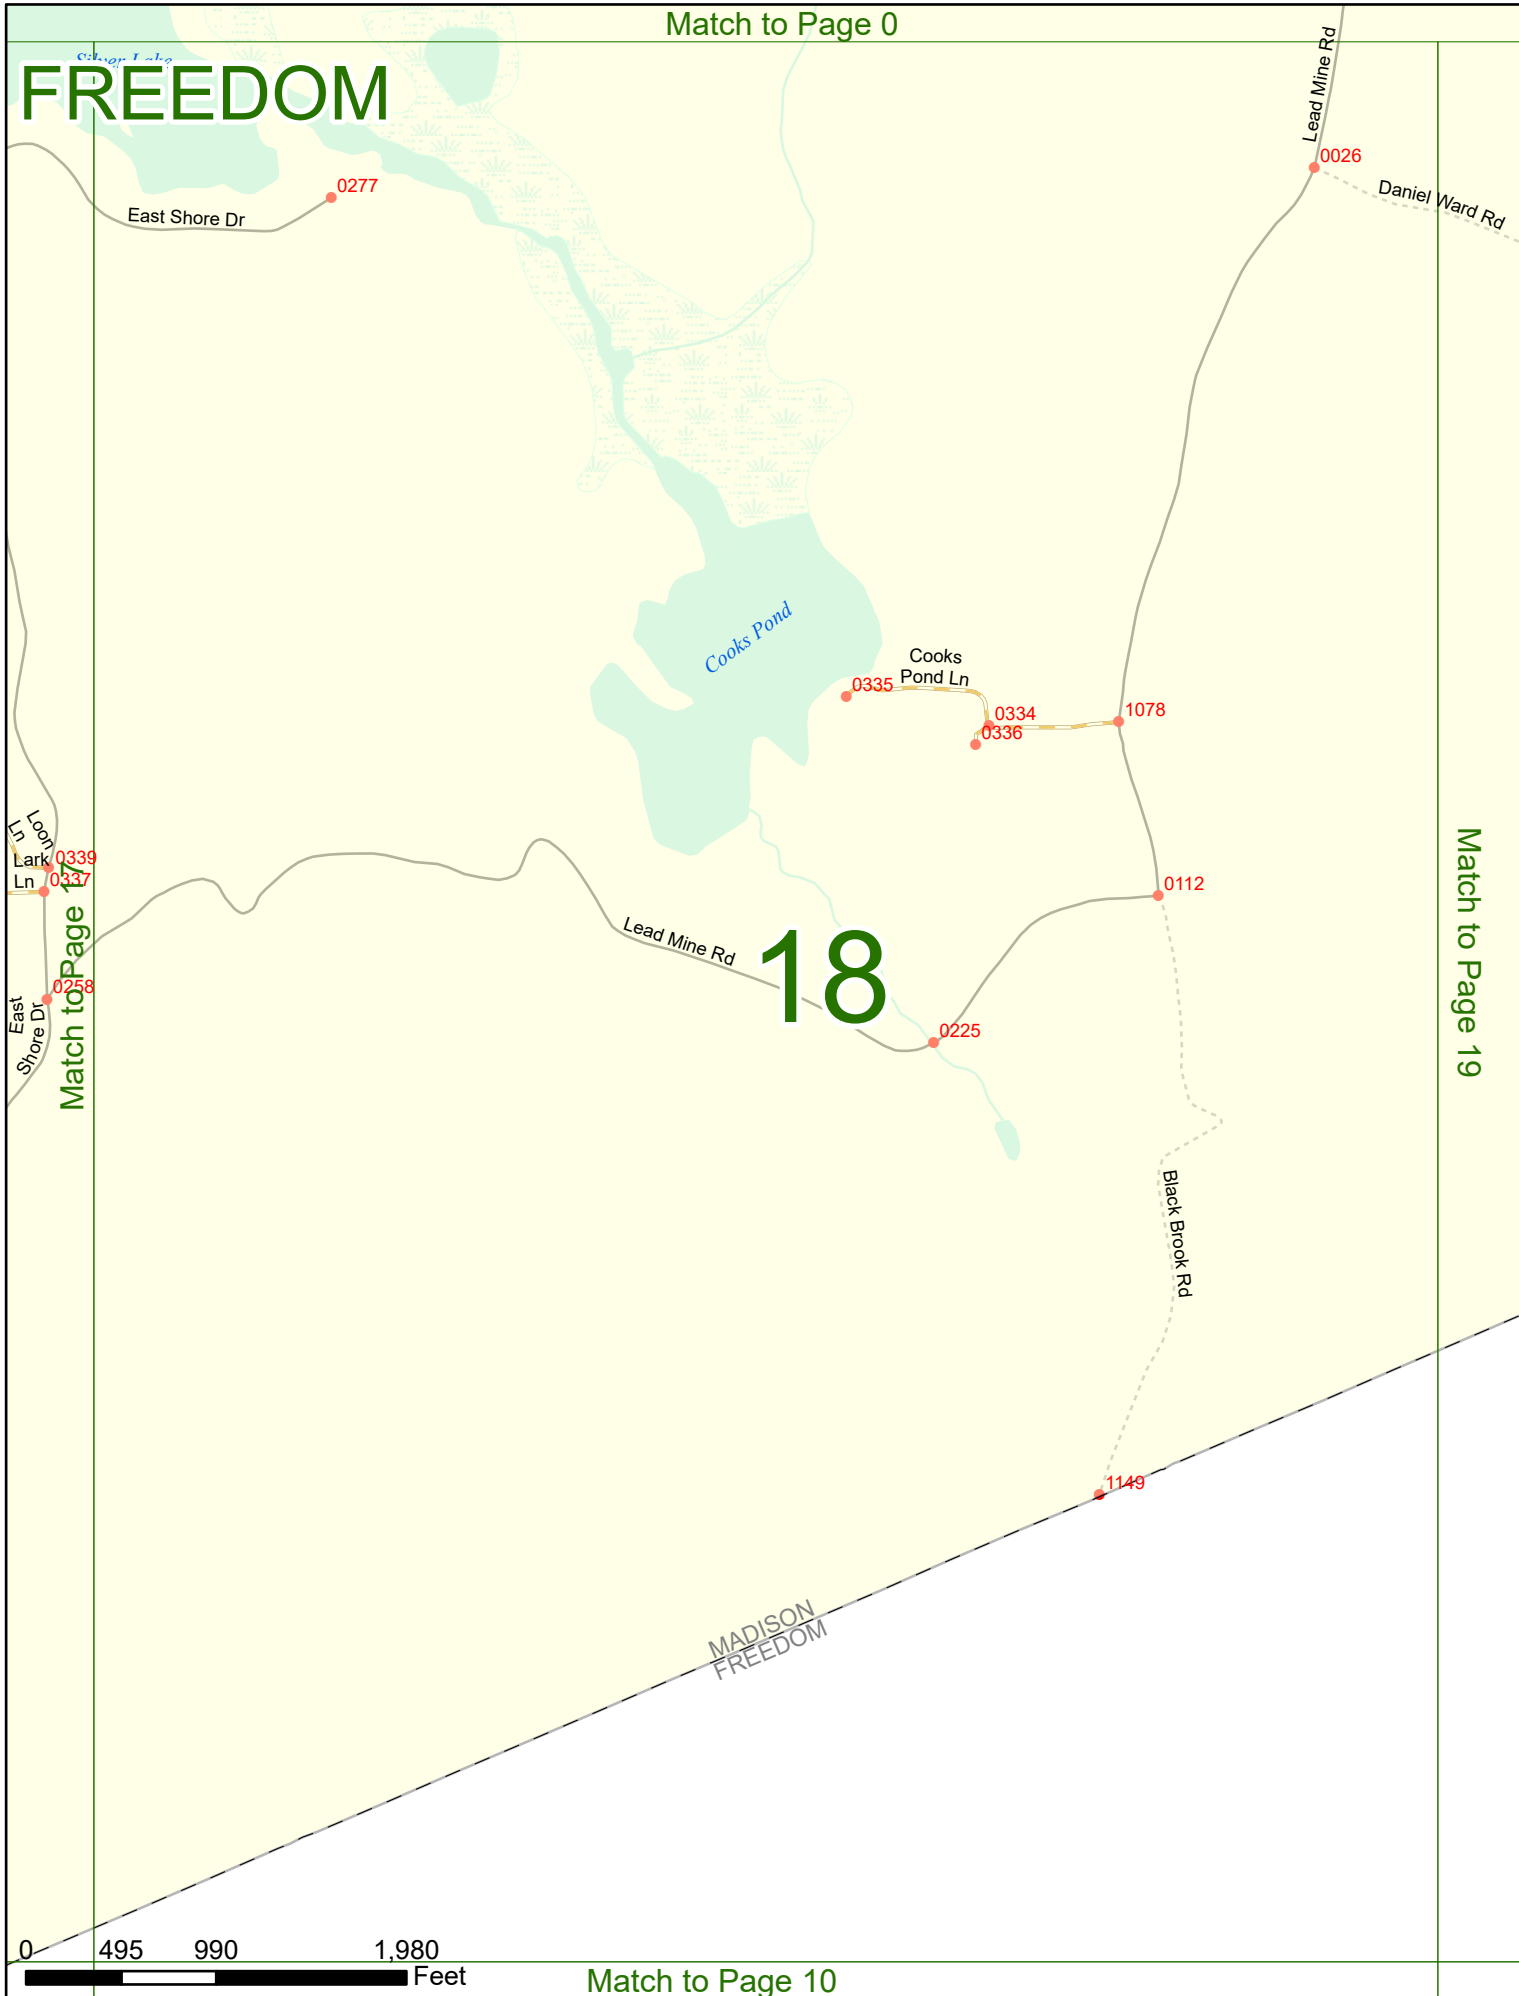 Match to Page 0
Silver Lake
FREEDOM
Lead Mine Rd
0026
Daniel Ward Rd
0277
East Shore Dr
Cooks Pond
Cooks
Pond Ln
0335
0334
0336
1078
Loon
Ln
Lark
Ln
0339
0337
Match to Page 17
Match to Page 19
0112
Lead Mine Rd
18
0258
East
Shore Dr
0225
Black Brook Rd
1149
MADISON
FREEDOM
0 495 990 1,980
Feet
Match to Page 10